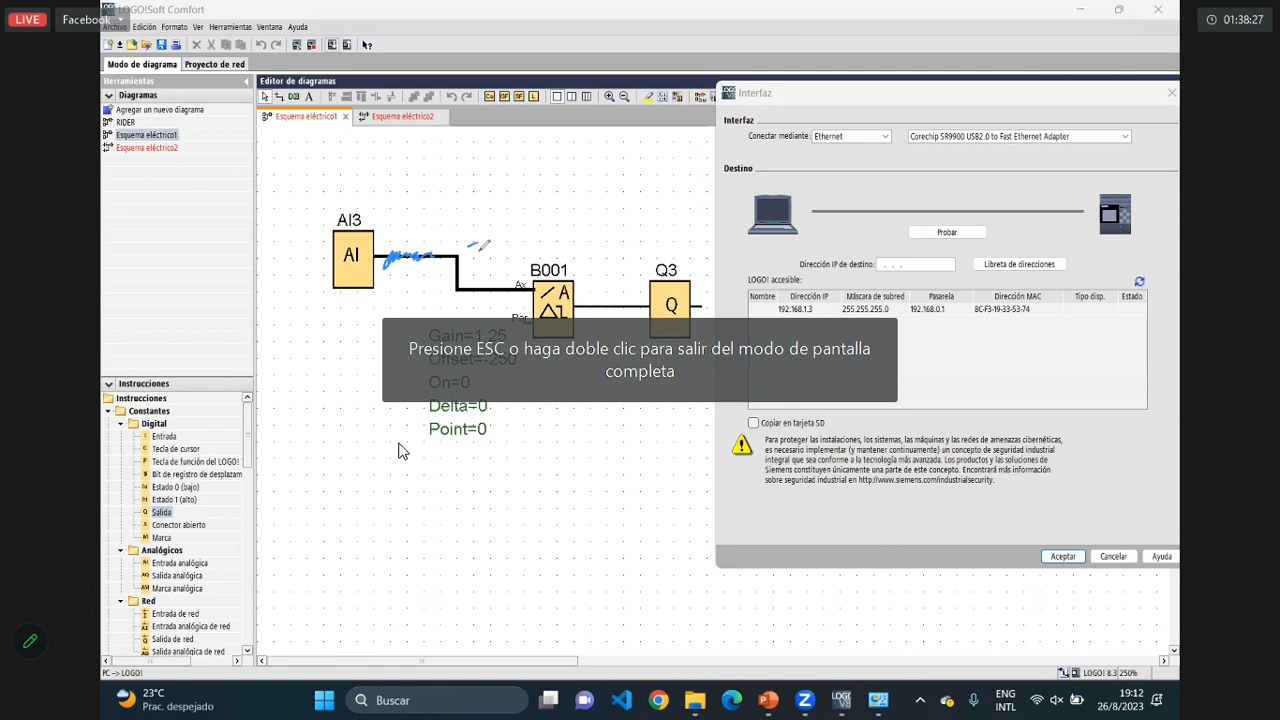 LIVE
Facebook
01:38:27
LOGO!Soft Comfort
Archivo Edición Formato Ver Herramientas Ventana Ayuda
Modo de diagrama Proyecto de red
Herramientas
Diagramas
Agregar un nuevo diagrama
RIDER
Esquema eléctrico1
Esquema eléctrico2
Editor de diagramas
Esquema eléctrico1
Esquema eléctrico2
AI3
AI
B001
Ax
Par
A
Q3
Q
Gain=1.25
Offset=-250
On=0
Delta=0
Point=0
Presione ESC o haga doble clic para salir del modo de pantalla
completa
Interfaz
Interfaz
Conectar mediante: Ethernet
Corechip SR9900 USB2.0 to Fast Ethernet Adapter
Destino
Probar
Dirección IP de destino: . . .
Libreta de direcciones
LOGO! accesible:
Nombre Dirección IP Máscara de subred Pasarela Dirección MAC Tipo disp. Estado
192.168.1.3 255.255.255.0 192.168.0.1 8C-F3-19-33-53-74
Copiar en tarjeta SD
Para proteger las instalaciones, los sistemas, las máquinas y las redes de amenazas cibernéticas,
es necesario implementar (y mantener continuamente) un concepto de seguridad industrial
integral que sea conforme a la tecnología más avanzada. Los productos y las soluciones de
Siemens constituyen únicamente una parte de este concepto. Encontrará más información
sobre seguridad industrial en http://www.siemens.com/industrialsecurity.
Aceptar Cancelar Ayuda
Instrucciones
Instrucciones
Constantes
Digital
Entrada
Tecla de cursor
Tecla de función del LOGO!
Bit de registro de desplazam
Estado 0 (bajo)
Estado 1 (alto)
Salida
Conector abierto
Marca
Analógicos
Entrada analógica
Salida analógica
Marca analógica
Red
Entrada de red
Entrada analógica de red
Salida de red
Salida analógica de red
PC -> LOGO!
LOGO! 8.3 250%
23°C
Prac. despejado
Buscar
ENG
INTL
19:12
26/8/2023